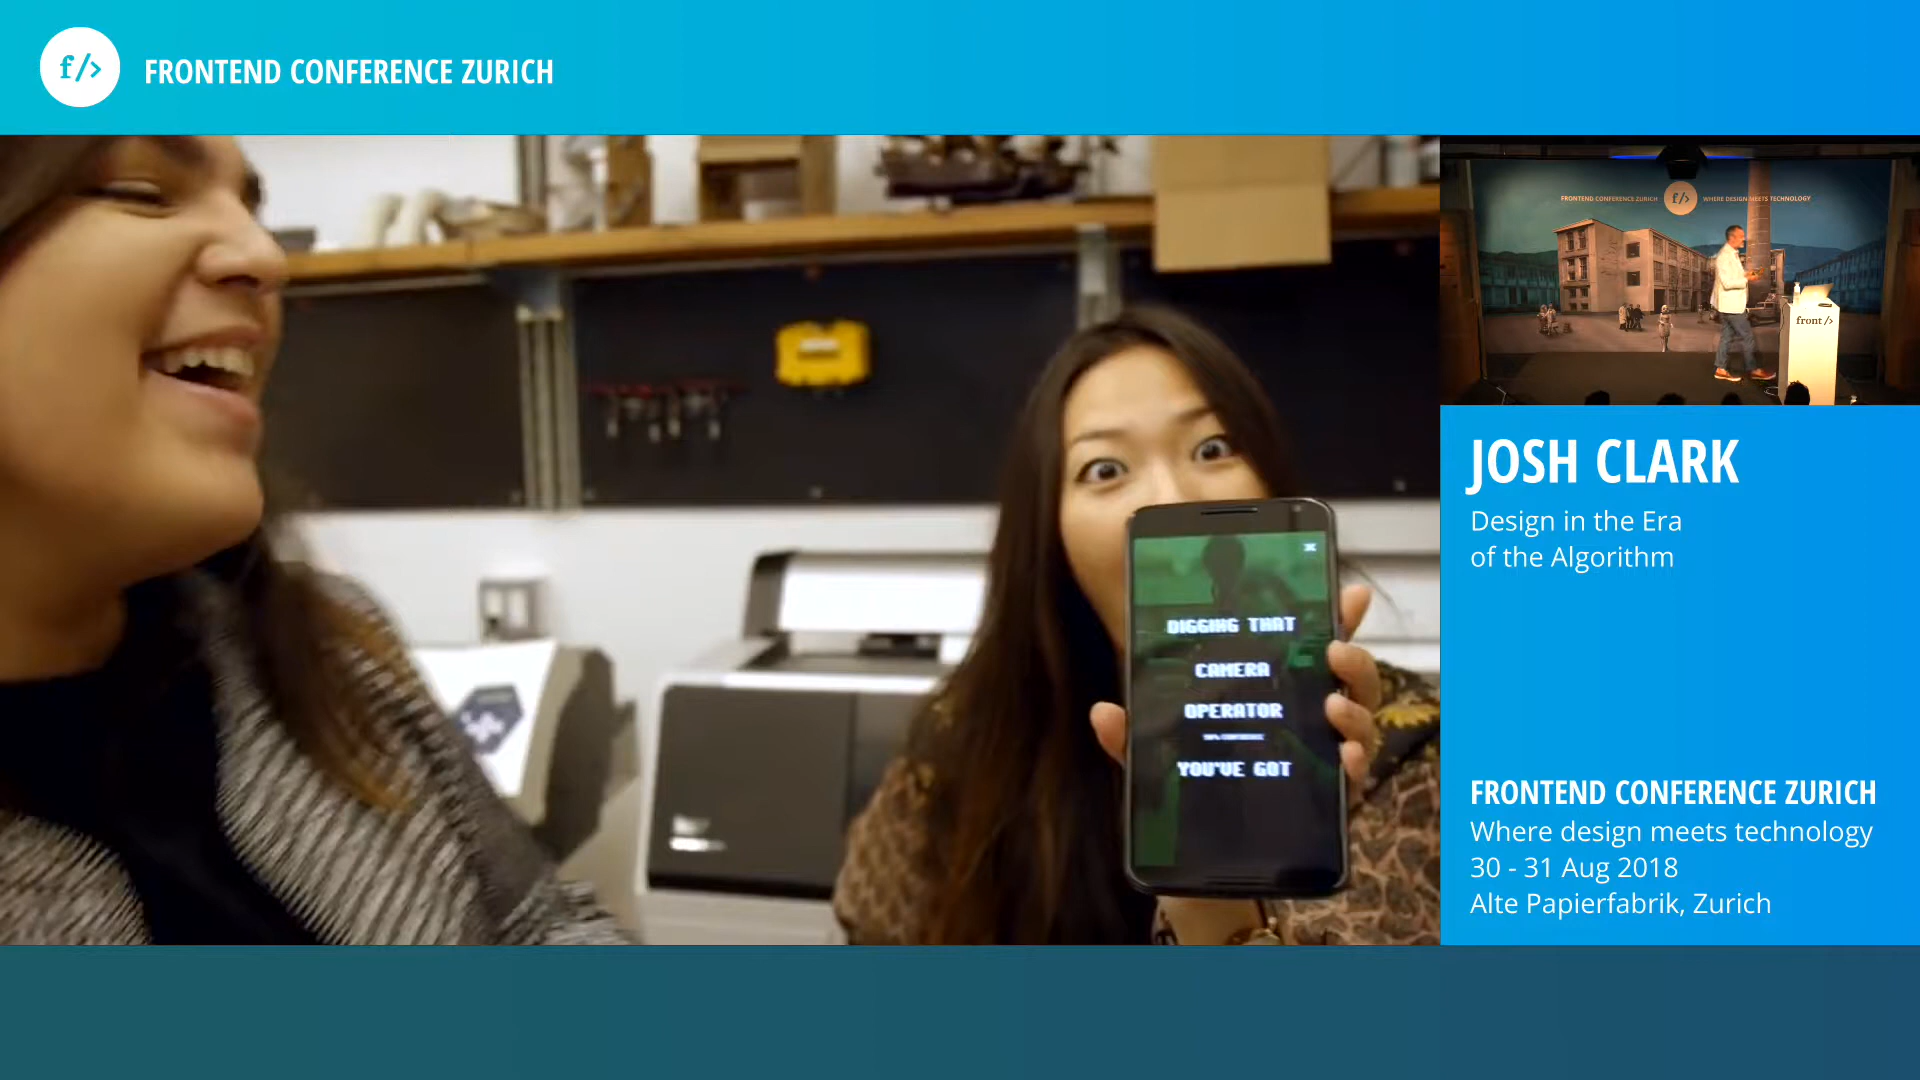 f/>
FRONTEND CONFERENCE ZURICH
FRONTEND CONFERENCE ZURICH
f/>
WHERE DESIGN MEETS TECHNOLOGY
front/>
JOSH CLARK
Design in the Era
of the Algorithm
DIGGING THAT
CAMERA
OPERATOR
YOU'VE GOT
FRONTEND CONFERENCE ZURICH
Where design meets technology
30 - 31 Aug 2018
Alte Papierfabrik, Zurich